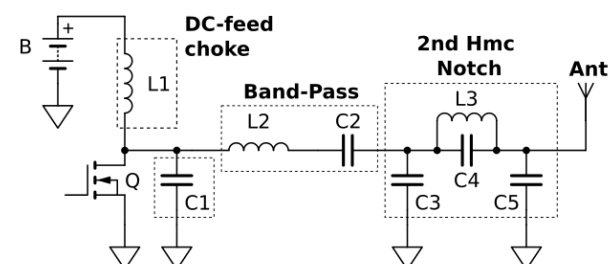 DC-feed
choke
B
+
L1
2nd Hmc
Notch
Ant
Band-Pass
L3
L2
C2
Q
C1
C4
C3
C5